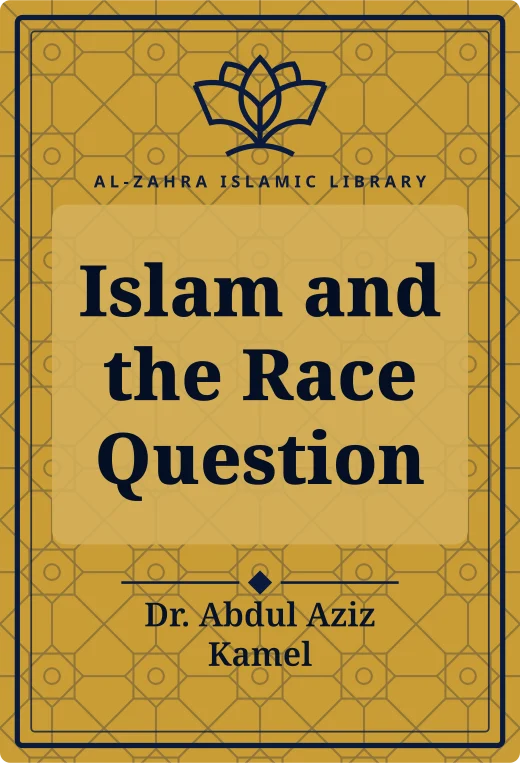 AL-ZAHRA ISLAMIC LIBRARY
Islam and
the Race
Question
Dr. Abdul Aziz
Kamel